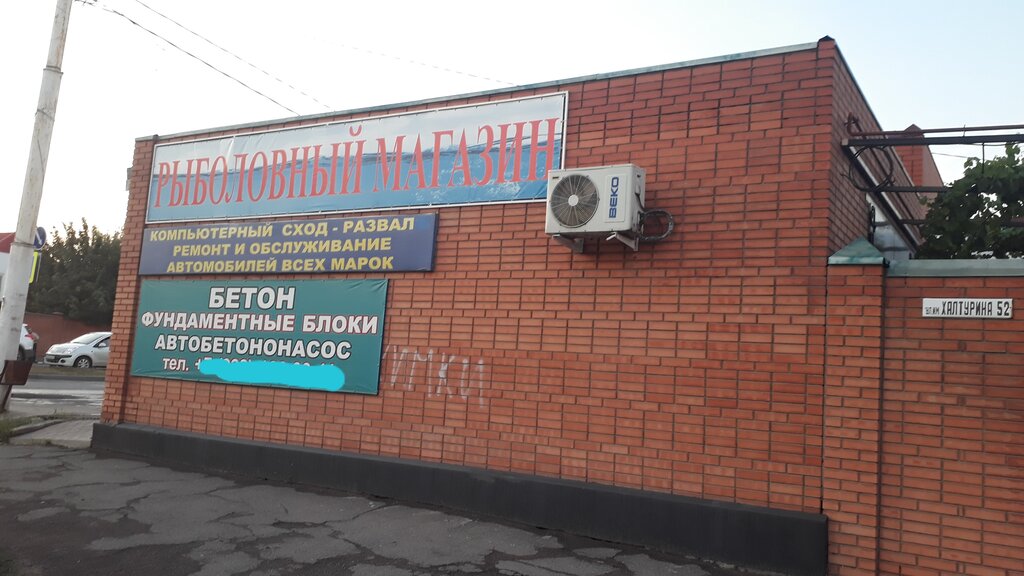 РЫБОЛОВНЫЙ МАГАЗИН
BEKO
КОМПЬЮТЕРНЫЙ СХОД - РАЗВАЛ
РЕМОНТ И ОБСЛУЖИВАНИЕ
АВТОМОБИЛЕЙ ВСЕХ МАРОК
БЕТОН
ФУНДАМЕНТНЫЕ БЛОКИ
АВТОБЕТОНОНАСОС
тел.
ХАЛТУРИНА 52